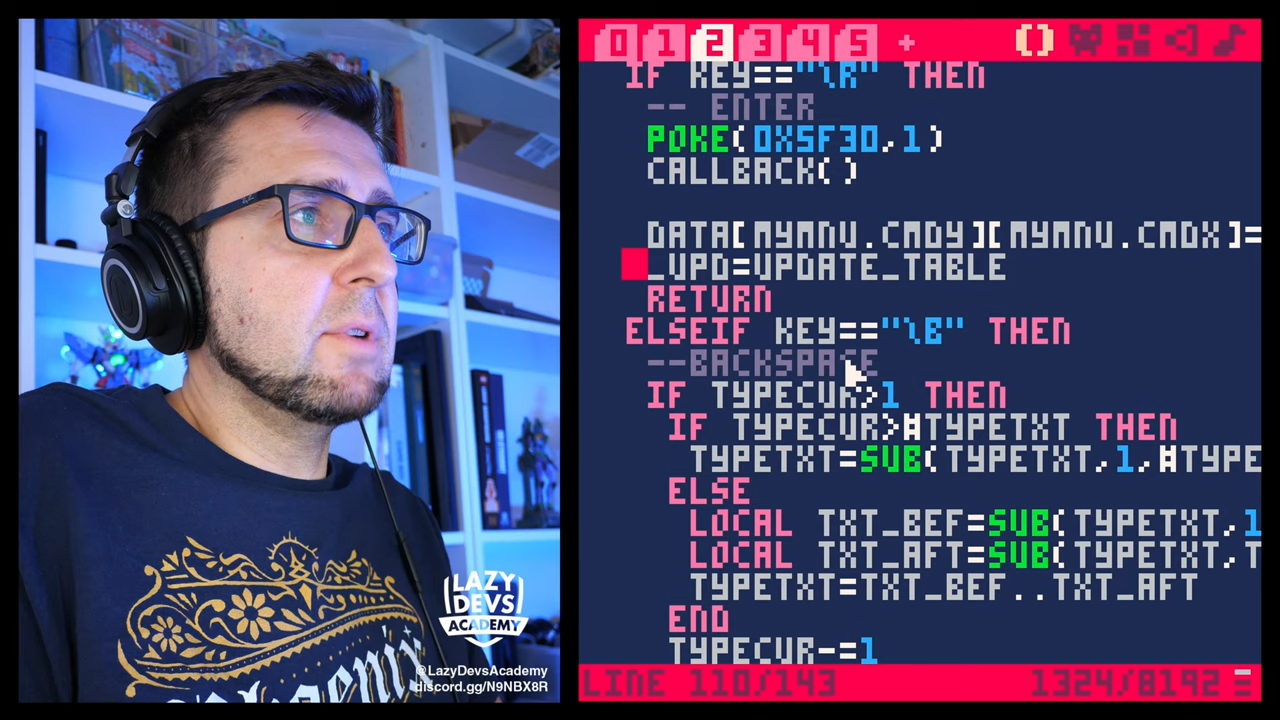 0 1 2 3 4 5 + ()
IF KEY=="\R" THEN
-- ENTER
POKE(0X5F30,1)
CALLBACK()
DATA[MYMNU.CMDY][MYMNU.CMDX]=
_UPD=UPDATE_TABLE
RETURN
ELSEIF KEY=="\B" THEN
--BACKSPACE
IF TYPECUR>1 THEN
IF TYPECUR>#TYPETXT THEN
TYPETXT=SUB(TYPETXT,1,#TYPE
ELSE
LOCAL TXT_BEF=SUB(TYPETXT,1
LOCAL TXT_AFT=SUB(TYPETXT,T
TYPETXT=TXT_BEF..TXT_AFT
END
TYPECUR-=1
LINE 110/143 1324/8192
LAZY
DEVS
ACADEMY
@LazyDevsAcademy
discord.gg/N9NBX8R